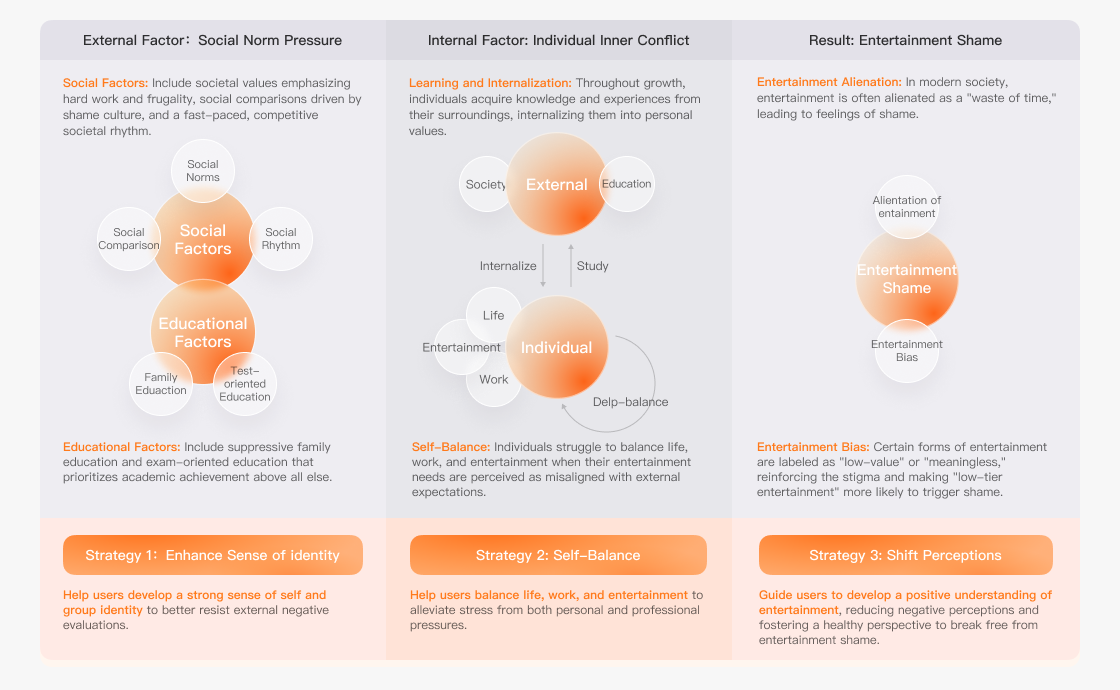 External Factor：Social Norm Pressure
Social Factors: Include societal values emphasizing
hard work and frugality, social comparisons driven by
shame culture, and a fast-paced, competitive
societal rhythm.
Social
Norms
Social
Comparison
Social
Factors
Social
Rhythm
Educational
Factors
Family
Eduaction
Test-
oriented
Education
Educational Factors: Include suppressive family
education and exam-oriented education that
prioritizes academic achievement above all else.
Strategy 1：Enhance Sense of identity
Help users develop a strong sense of self and
group identity to better resist external negative
evaluations.
Internal Factor: Individual Inner Conflict
Learning and Internalization: Throughout growth,
individuals acquire knowledge and experiences from
their surroundings, internalizing them into personal
values.
Society
External
Education
Internalize
Study
Life
Entertainment
Individual
Work
Delp-balance
Self-Balance: Individuals struggle to balance life,
work, and entertainment when their entertainment
needs are perceived as misaligned with external
expectations.
Strategy 2: Self-Balance
Help users balance life, work, and entertainment to
alleviate stress from both personal and professional
pressures.
Result: Entertainment Shame
Entertainment Alienation: In modern society,
entertainment is often alienated as a "waste of time,"
leading to feelings of shame.
Alientation of
entainment
Entertainment
Shame
Entertainment
Bias
Entertainment Bias: Certain forms of entertainment
are labeled as "low-value" or "meaningless,"
reinforcing the stigma and making "low-tier
entertainment" more likely to trigger shame.
Strategy 3: Shift Perceptions
Guide users to develop a positive understanding of
entertainment, reducing negative perceptions and
fostering a healthy perspective to break free from
entertainment shame.